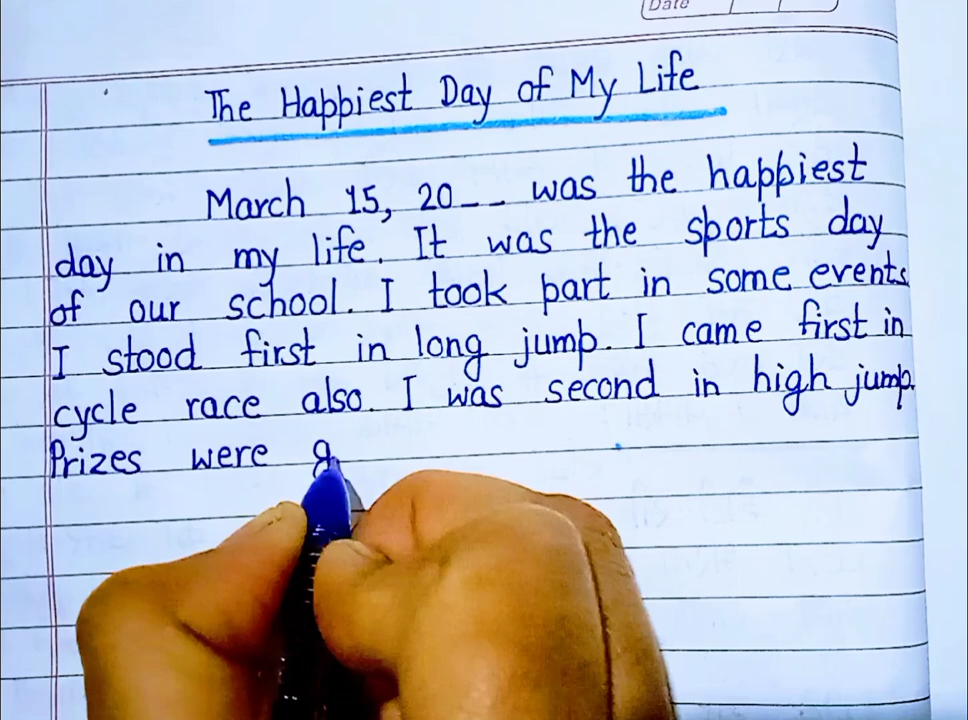 Date
The Happiest Day of My Life
March 15, 20-- was the happiest
day in my life. It was the sports day
of our school. I took part in some events
I stood first in long jump. I came first in
cycle race also. I was second in high jump.
Prizes were g